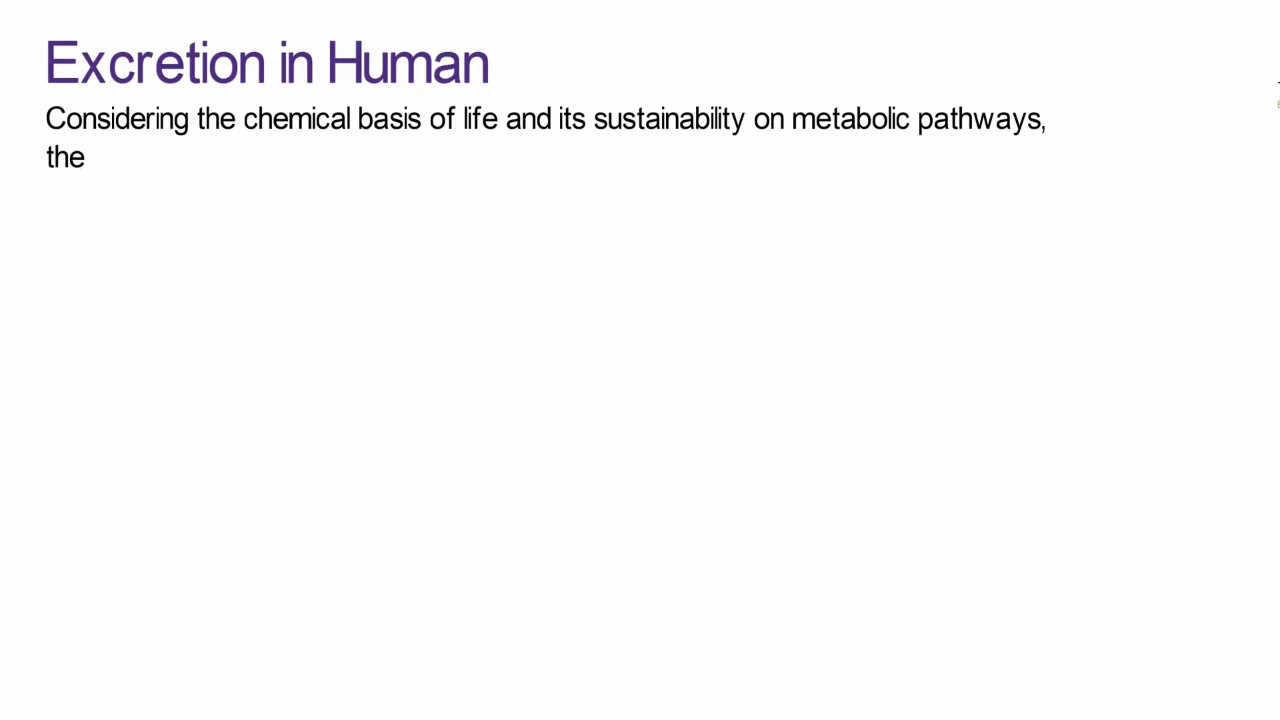 Excretion in Human
Considering the chemical basis of life and its sustainability on metabolic pathways,
the